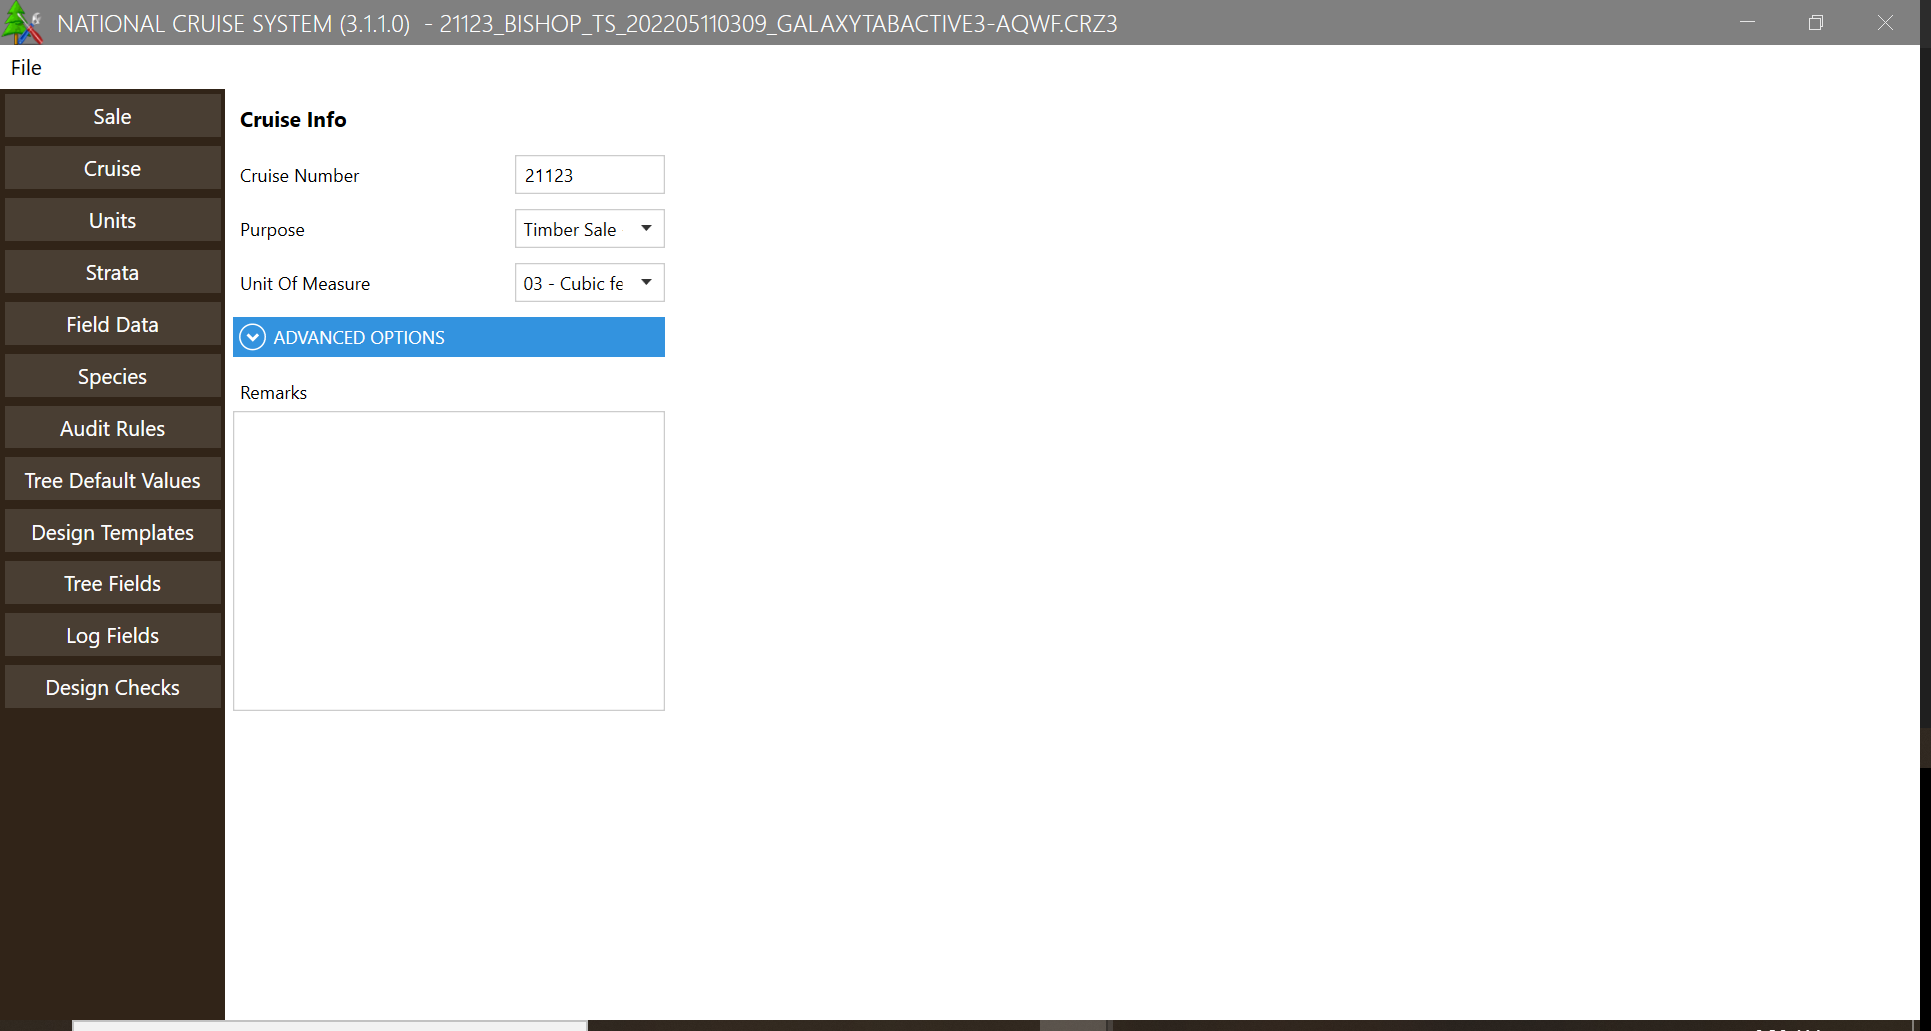 NATIONAL CRUISE SYSTEM (3.1.1.0) - 21123_BISHOP_TS_202205110309_GALAXYTABACTIVE3-AQWF.CRZ3
File
Sale
Cruise
Units
Strata
Field Data
Species
Audit Rules
Tree Default Values
Design Templates
Tree Fields
Log Fields
Design Checks
Cruise Info
Cruise Number 21123
Purpose Timber Sale
Unit Of Measure 03 - Cubic fe
ADVANCED OPTIONS
Remarks